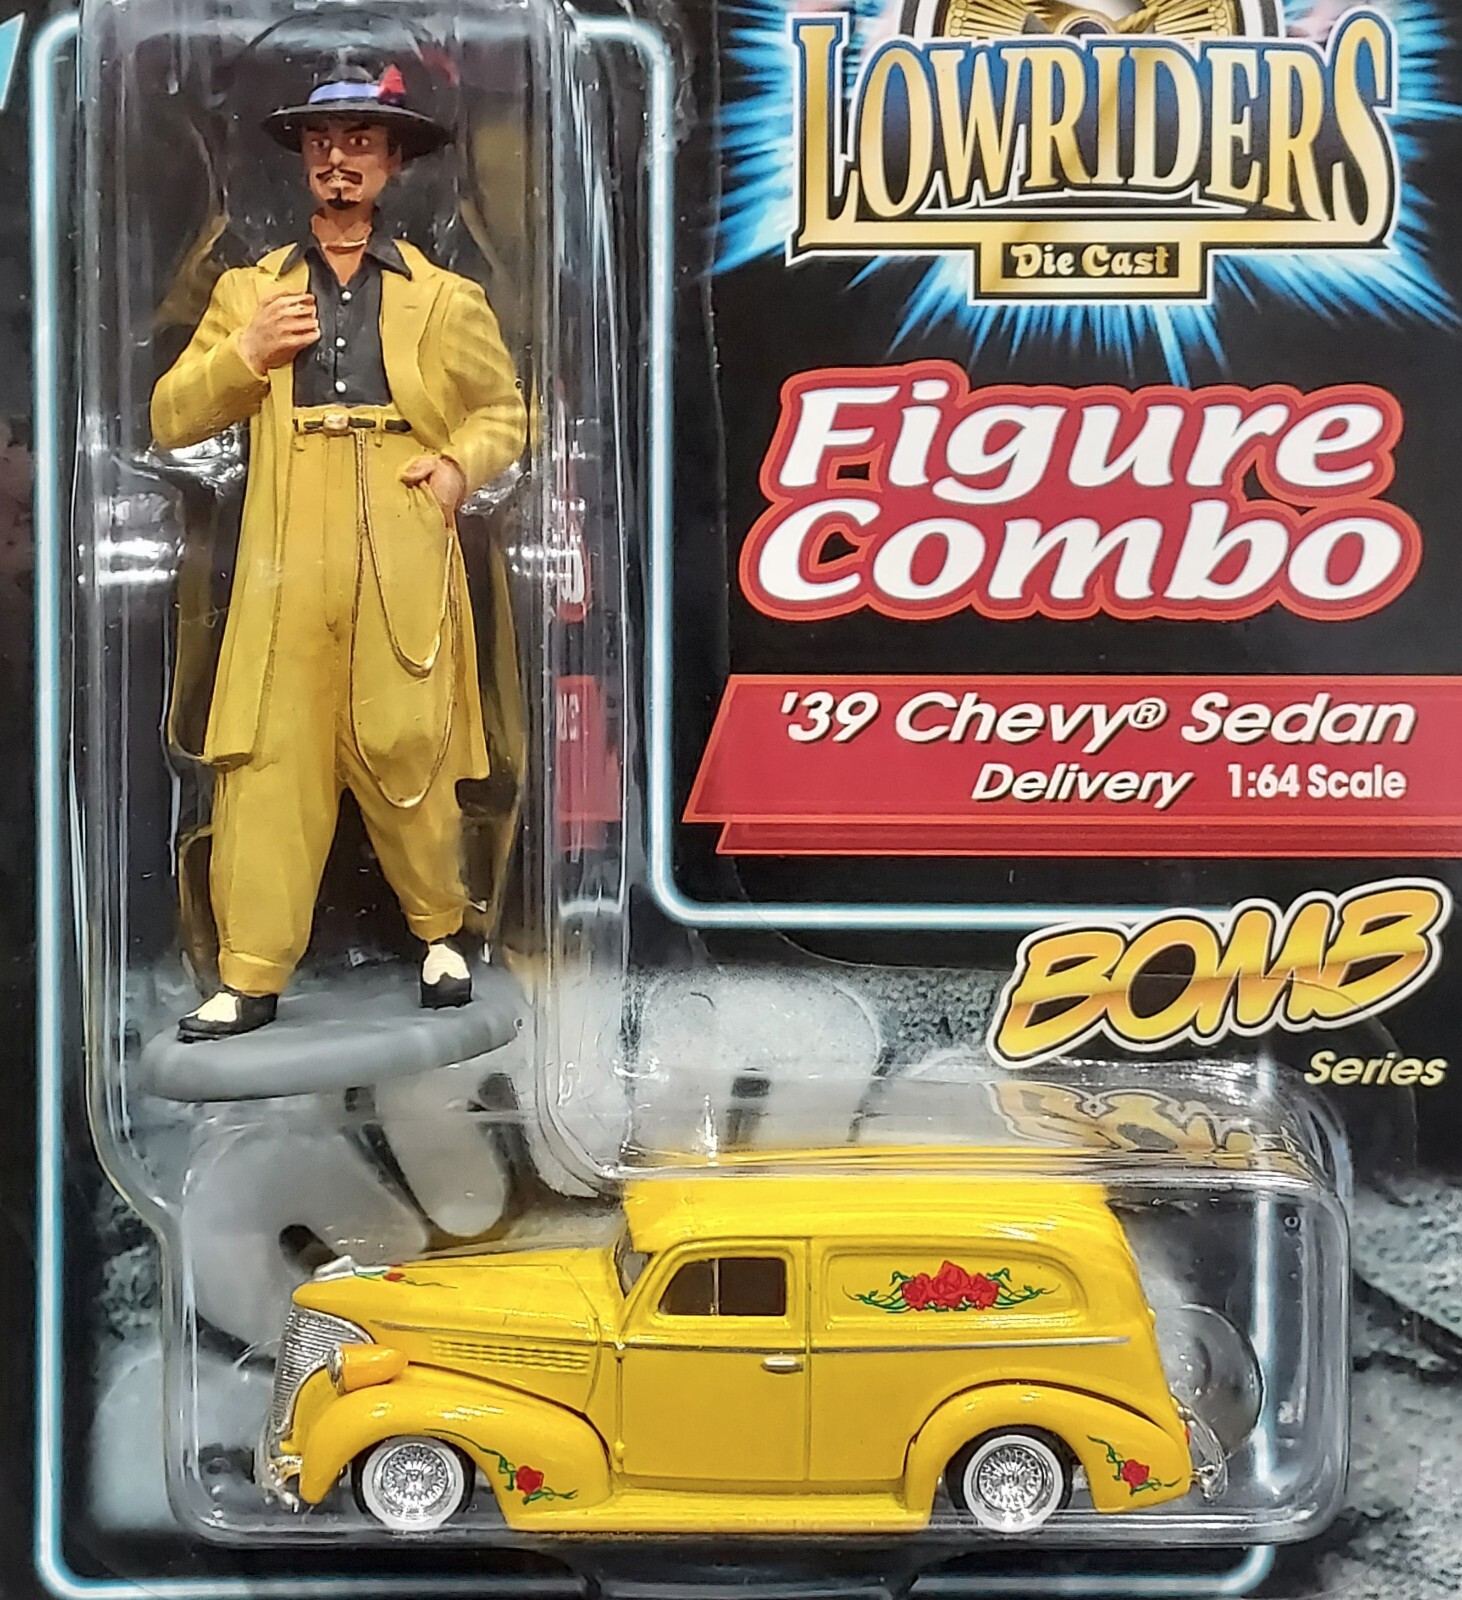 LOWRIDERS
Die Cast
Figure
Combo
'39 Chevy® Sedan
Delivery 1:64 Scale
BOMB
Series